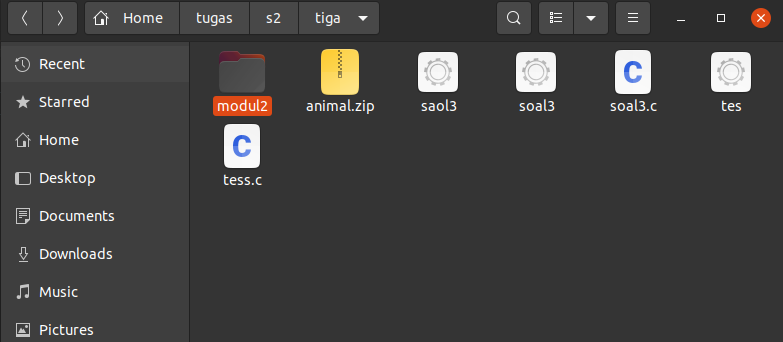 Home tugas s2 tiga
Recent
Starred
Home
Desktop
Documents
Downloads
Music
Pictures
modul2 animal.zip saol3 soal3 soal3.c tes
tess.c